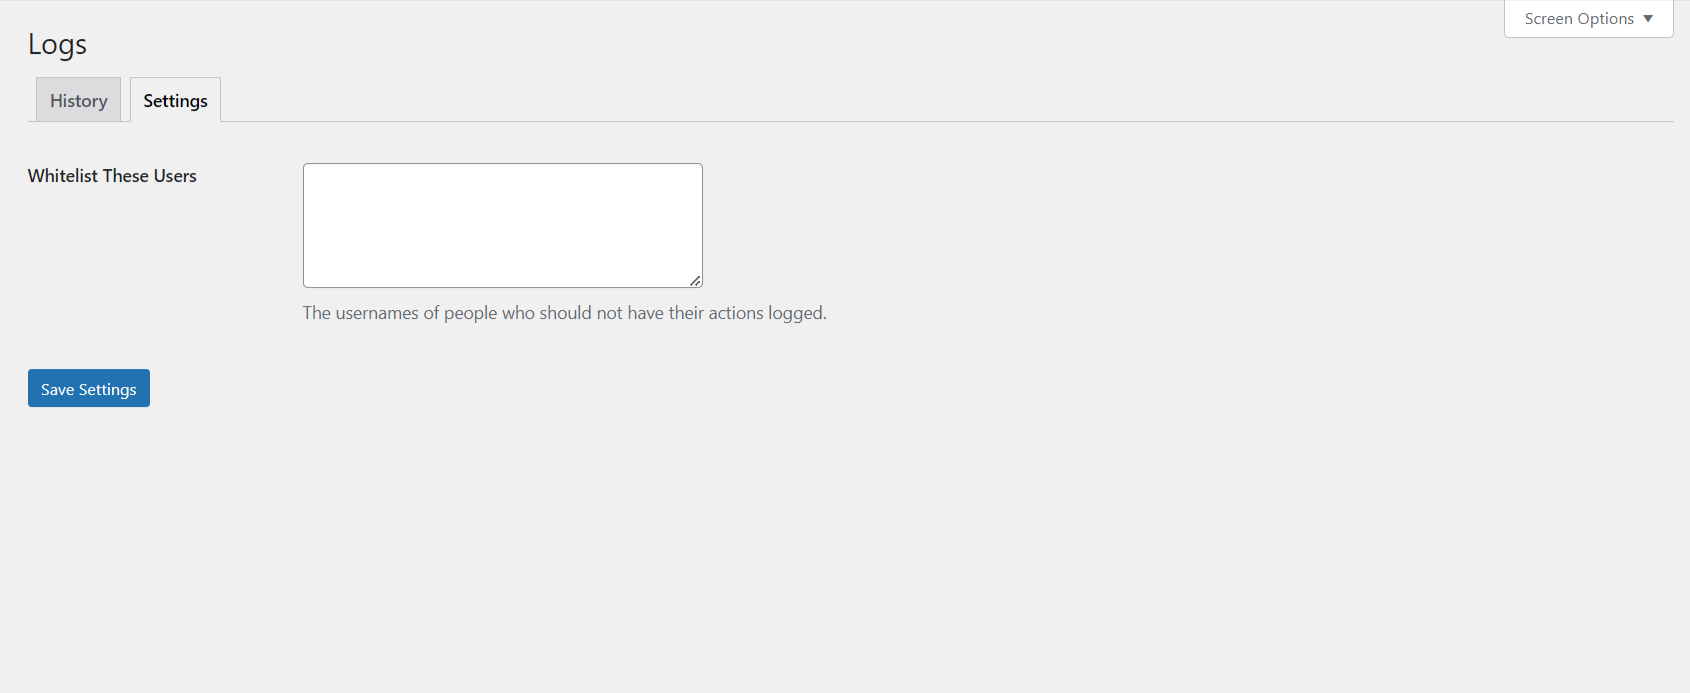 Screen Options
Logs
History
Settings
Whitelist These Users
The usernames of people who should not have their actions logged.
Save Settings